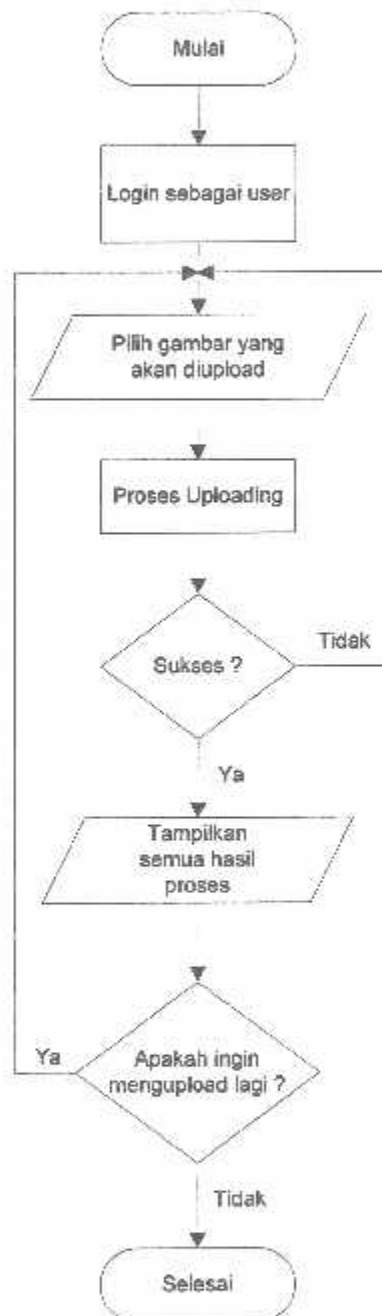 Mulai
Login sebagai user
Pilih gambar yang
akan diupload
Proses Uploading
Sukses ?
Tidak
Ya
Tampilkan
semua hasil
proses
Ya
Apakah ingin
mengupload lagi ?
Tidak
Selesai